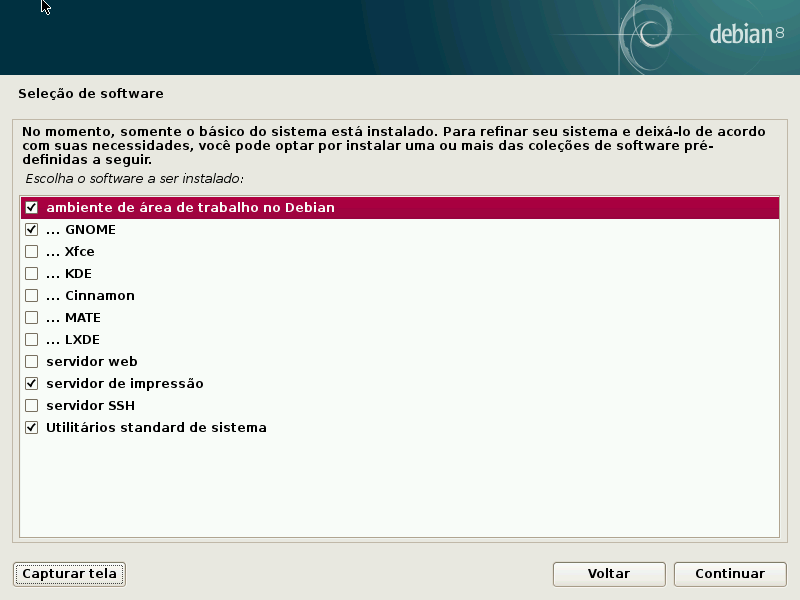 debian 8
Seleção de software
No momento, somente o básico do sistema está instalado. Para refinar seu sistema e deixá-lo de acordo
com suas necessidades, você pode optar por instalar uma ou mais das coleções de software pré-
definidas a seguir.
Escolha o software a ser instalado:
ambiente de área de trabalho no Debian
... GNOME
... Xfce
... KDE
... Cinnamon
... MATE
... LXDE
servidor web
servidor de impressão
servidor SSH
Utilitários standard de sistema
Capturar tela
Voltar
Continuar